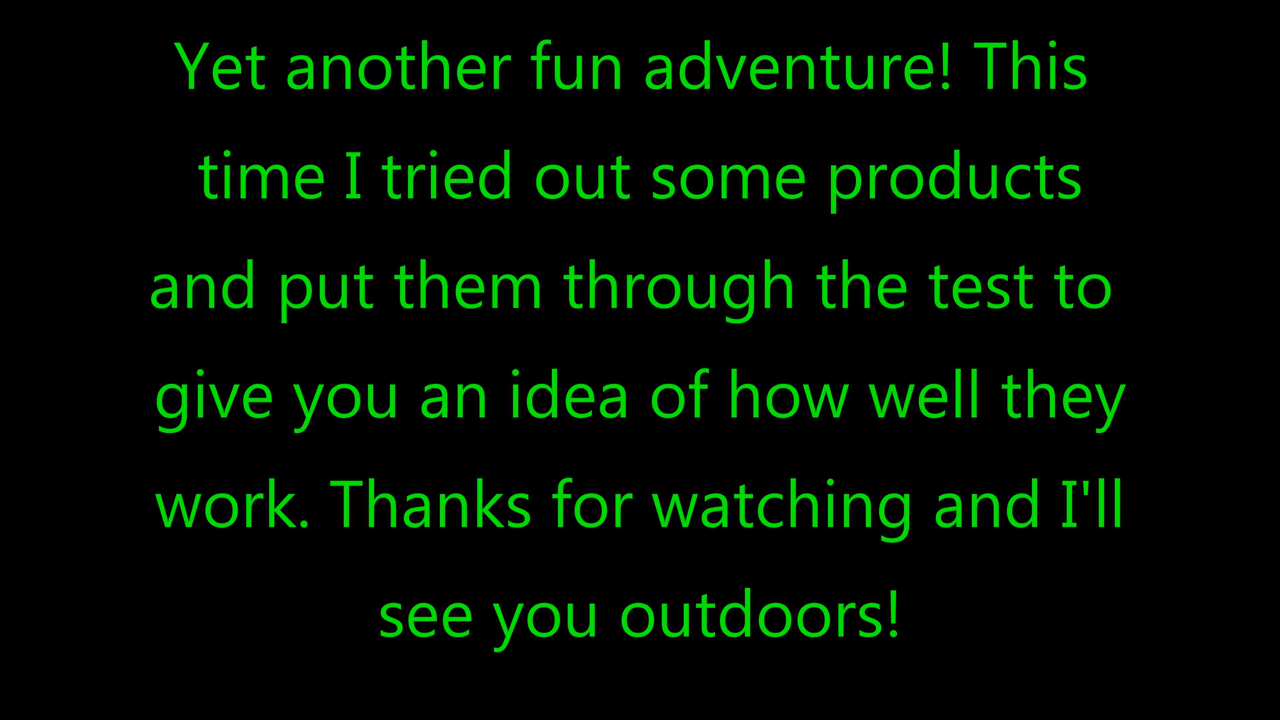 Yet another fun adventure! This
time I tried out some products
and put them through the test to
give you an idea of how well they
work. Thanks for watching and I'll
see you outdoors!